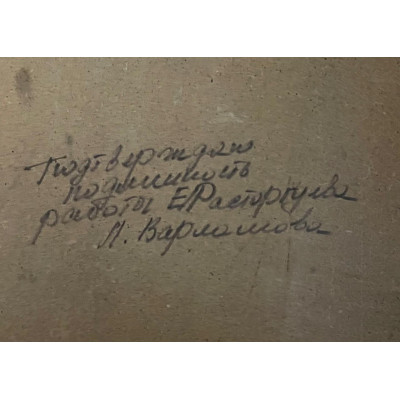 Подтверждаю
подлинность
работы Е. Расторгуева
Л. Варламова